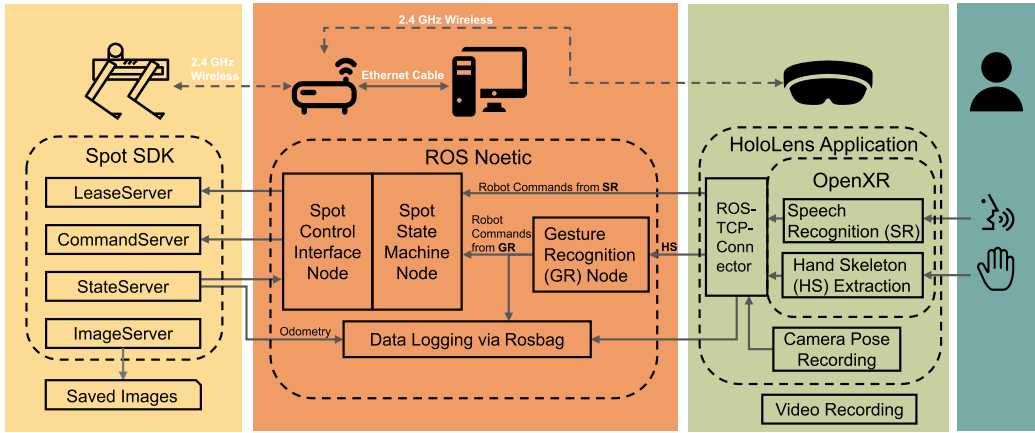 2.4 GHz Wireless
2.4 GHz
Wireless
Ethernet Cable
Spot SDK
LeaseServer
CommandServer
StateServer
ImageServer
Saved Images
ROS Noetic
Spot
Control
Interface
Node
Spot
State
Machine
Node
Robot Commands from SR
Robot
Commands
from GR
Gesture
Recognition
(GR) Node
HS
Odometry
Data Logging via Rosbag
HoloLens Application
ROS-
TCP-
Conn
ector
OpenXR
Speech
Recognition (SR)
Hand Skeleton
(HS) Extraction
Camera Pose
Recording
Video Recording